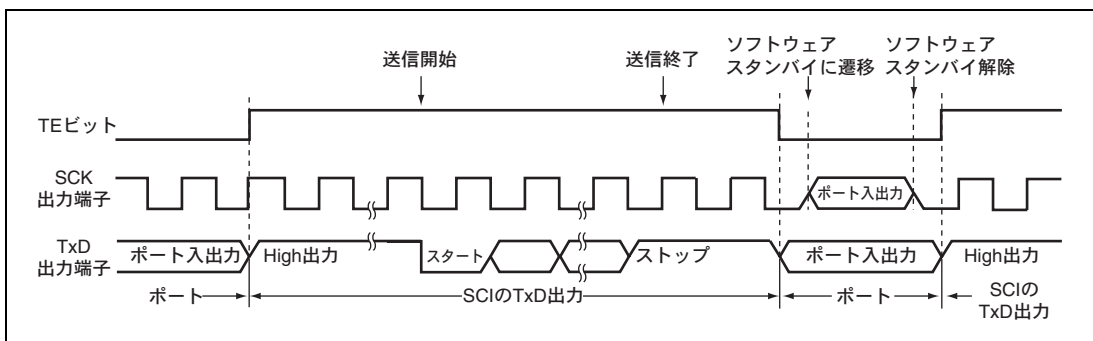 送信開始
送信終了
ソフトウェア
スタンバイに遷移
ソフトウェア
スタンバイ解除
TEビット
SCK
出力端子
ポート入出力
TxD
出力端子
ポート入出力
High出力
スタート
ストップ
ポート入出力
High出力
ポート
SCIのTxD出力
ポート
SCIの
TxD出力